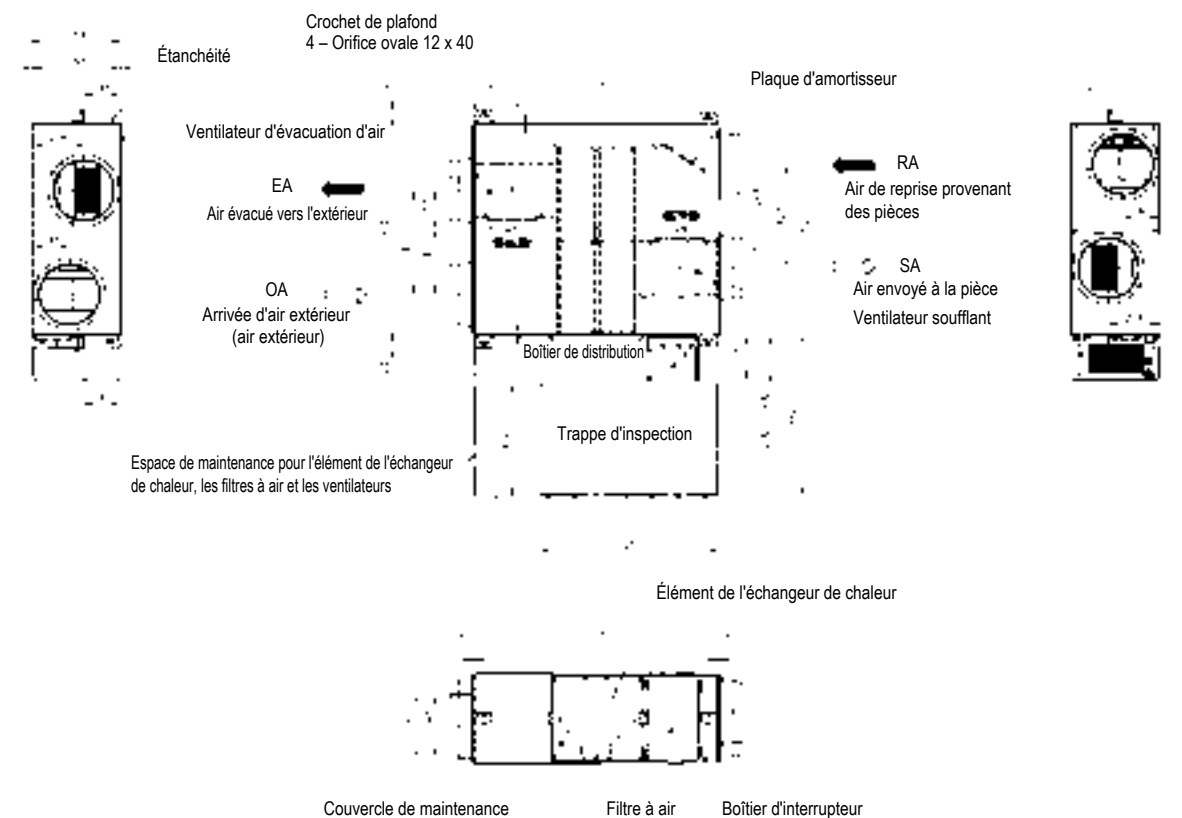 Crochet de plafond
4 – Orifice ovale 12 x 40
Étanchéité
Plaque d'amortisseur
Ventilateur d'évacuation d'air
EA
Air évacué vers l'extérieur
RA
Air de reprise provenant
des pièces
OA
Arrivée d'air extérieur
(air extérieur)
SA
Air envoyé à la pièce
Ventilateur soufflant
Boîtier de distribution
Trappe d'inspection
Espace de maintenance pour l'élément de l'échangeur
de chaleur, les filtres à air et les ventilateurs
Élément de l'échangeur de chaleur
Couvercle de maintenance
Filtre à air
Boîtier d'interrupteur